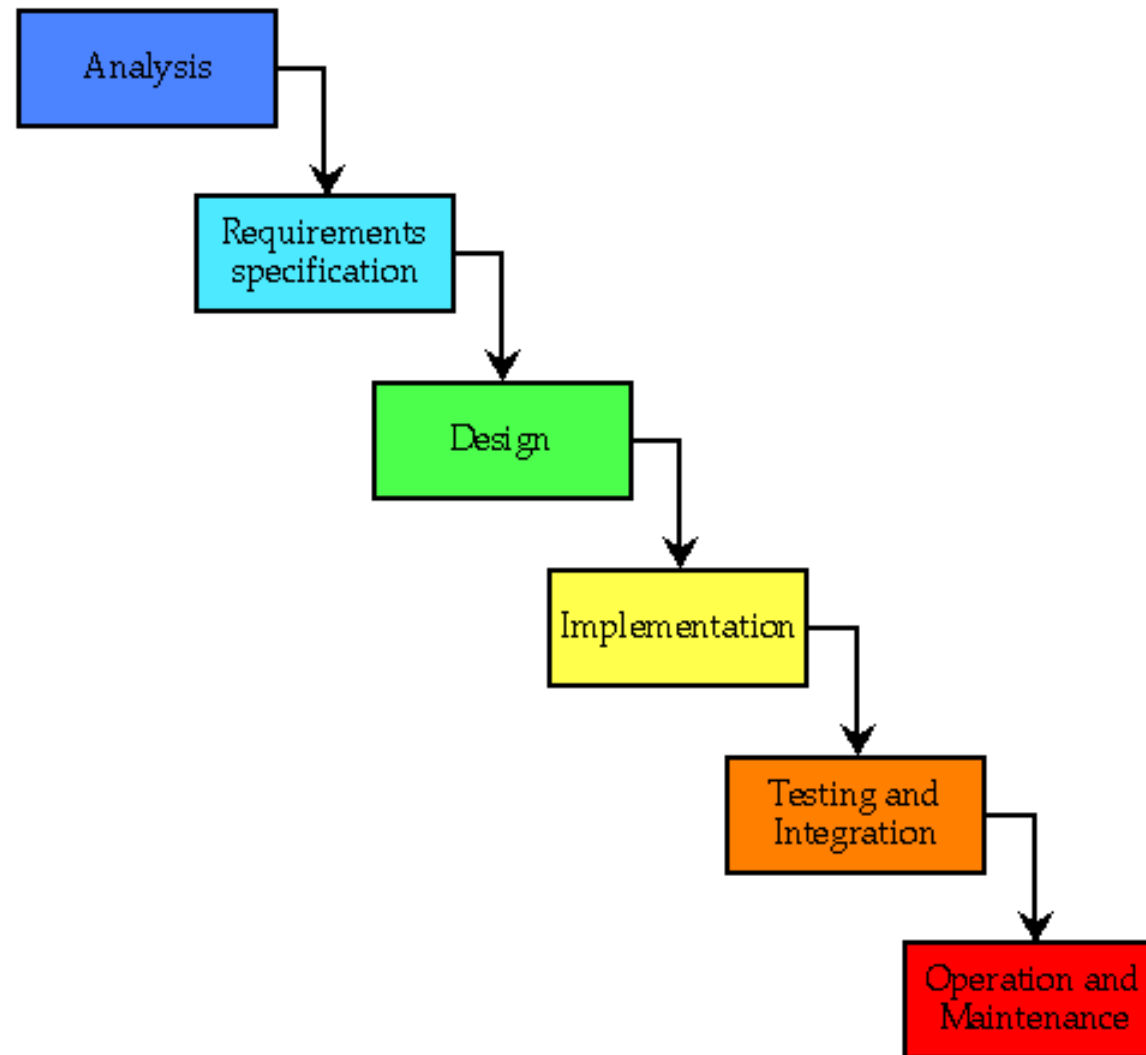 Analysis
Requirements
specification
Design
Implementation
Testing and
Integration
Operation and
Maintenance